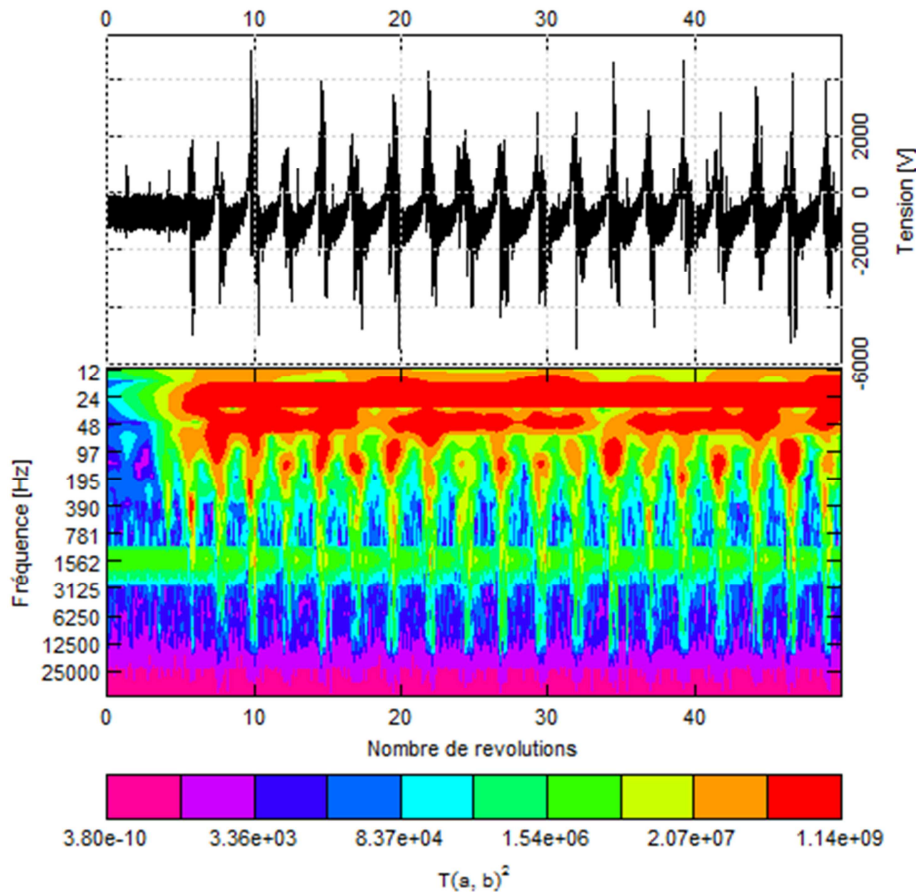 0 10 20 30 40
2000
0
-2000
-6000
Tension [V]
12
24
48
97
195
390
781
1562
3125
6250
12500
25000
Fréquence [Hz]
0 10 20 30 40
Nombre de revolutions
3.80e-10 3.36e+03 8.37e+04 1.54e+06 2.07e+07 1.14e+09
T(a, b)²